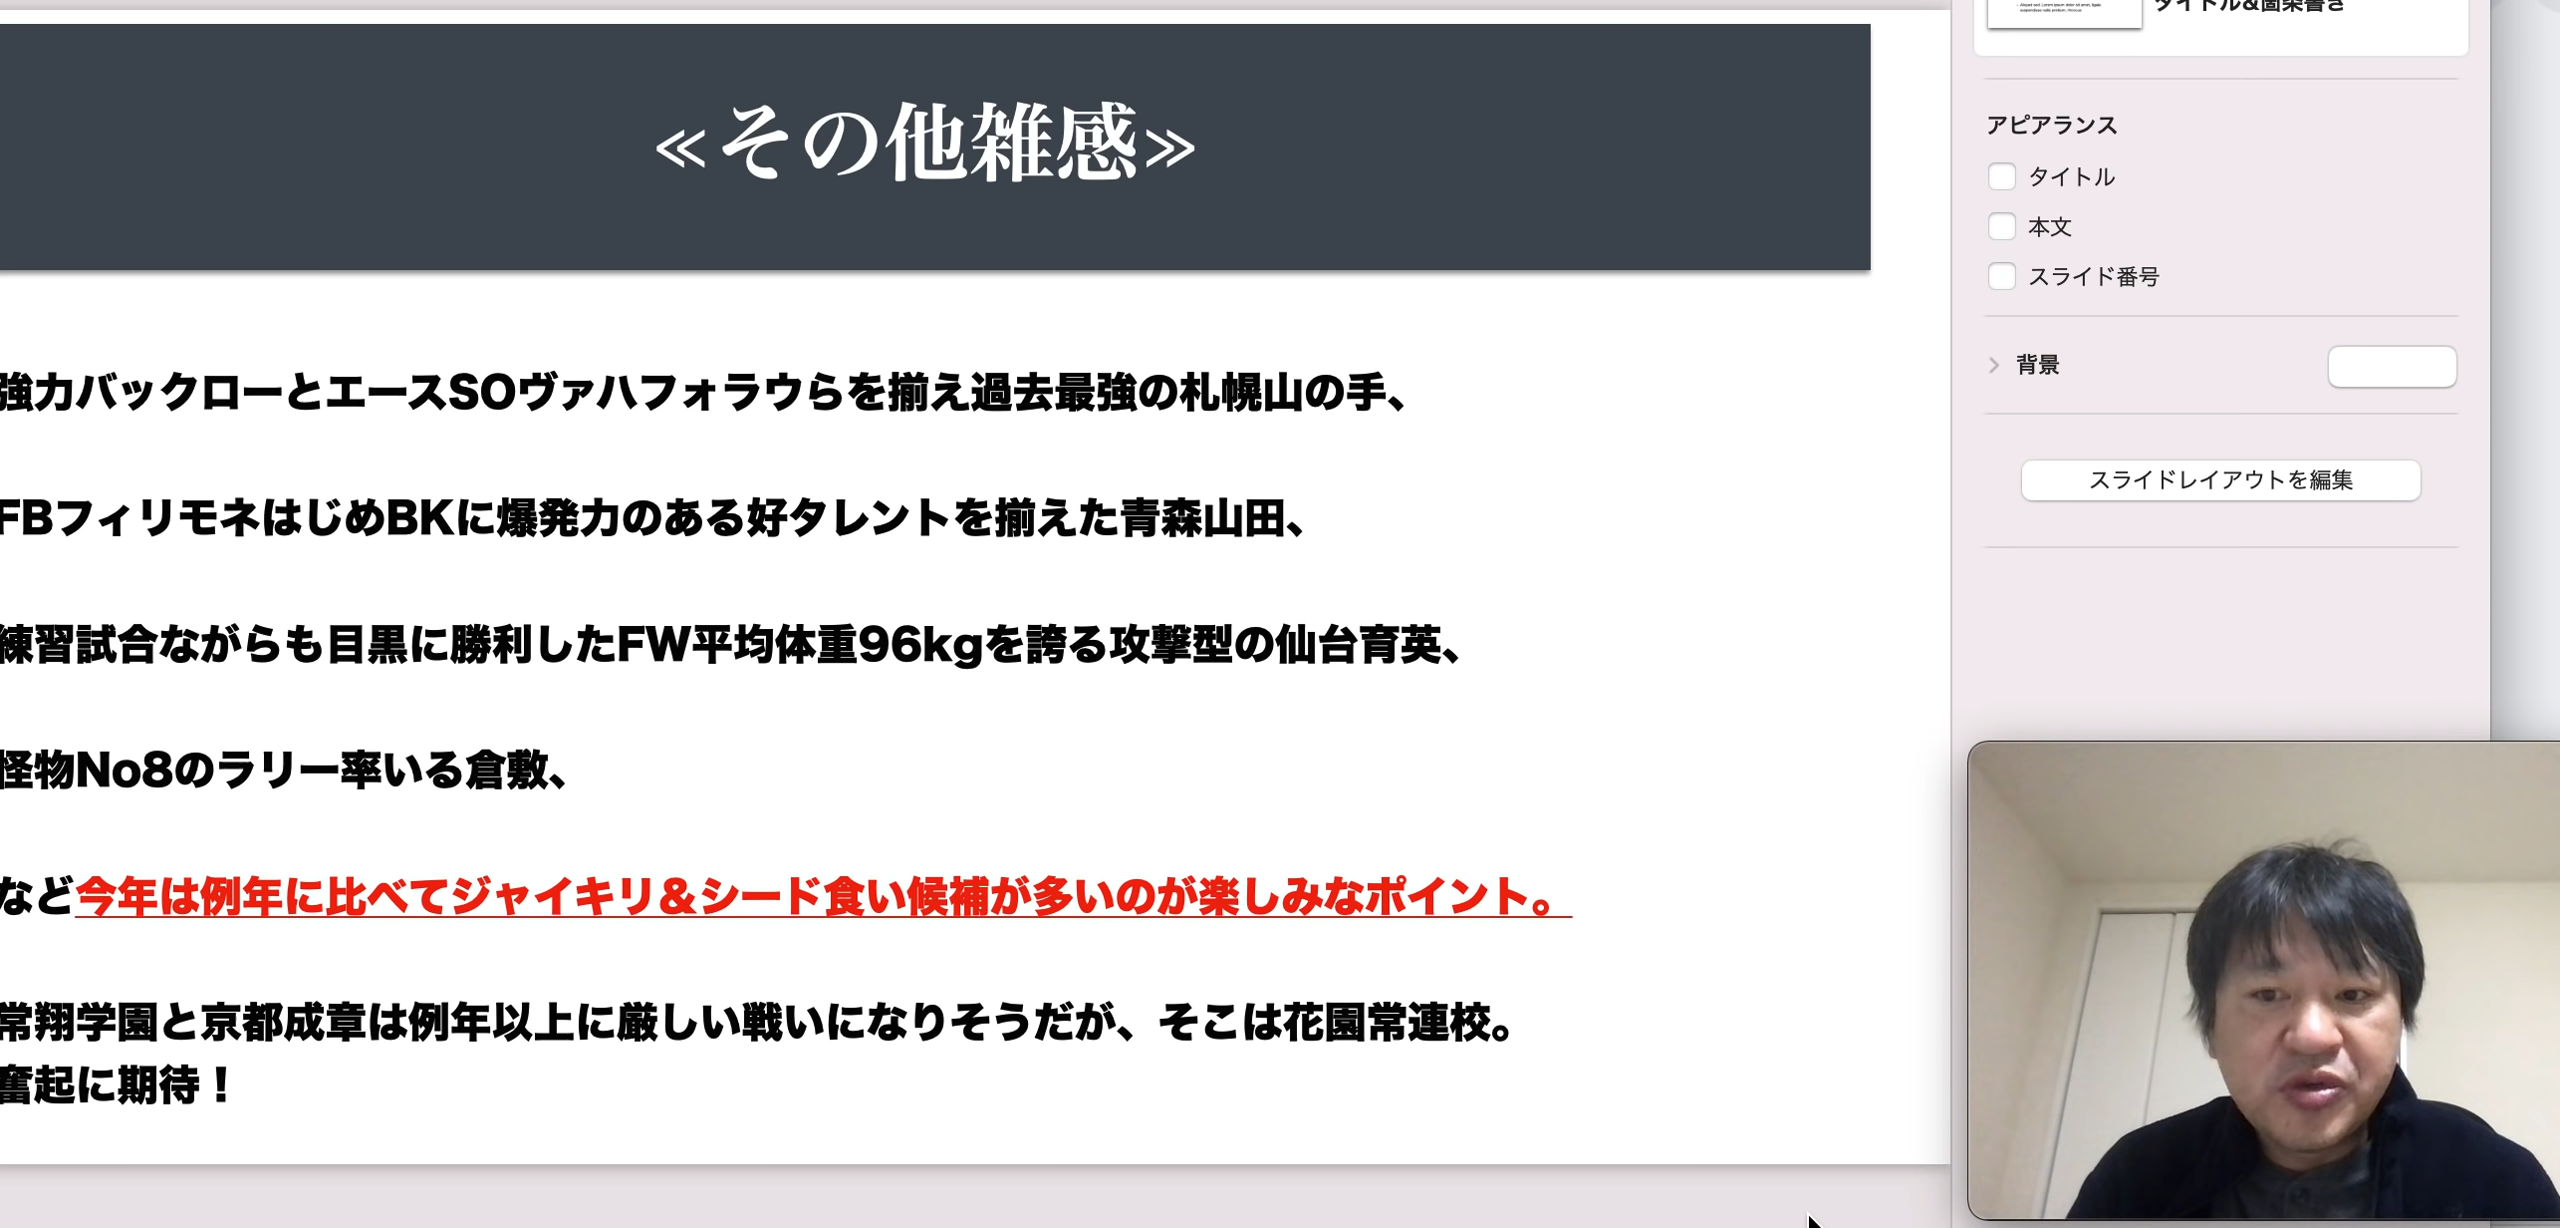 ≪その他雑感≫
強力バックローとエースSOヴァハフォラウらを揃え過去最強の札幌山の手、
FBフィリモネはじめBKに爆発力のある好タレントを揃えた青森山田、
練習試合ながらも目黒に勝利したFW平均体重96kgを誇る攻撃型の仙台育英、
怪物No8のラリー率いる倉敷、
など今年は例年に比べてジャイキリ＆シード食い候補が多いのが楽しみなポイント。
常翔学園と京都成章は例年以上に厳しい戦いになりそうだが、そこは花園常連校。
奮起に期待！
タイトル&箇条書き
アピアランス
タイトル
本文
スライド番号
背景
スライドレイアウトを編集